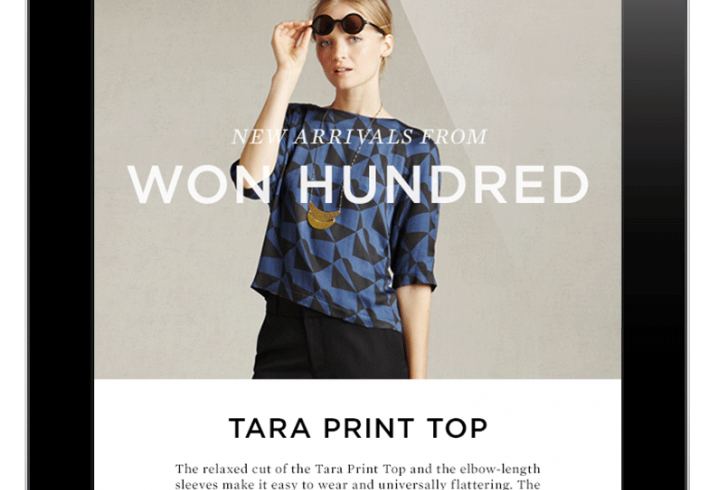 NEW ARRIVALS FROM
WON HUNDRED
TARA PRINT TOP
The relaxed cut of the Tara Print Top and the elbow-length
sleeves make it easy to wear and universally flattering. The